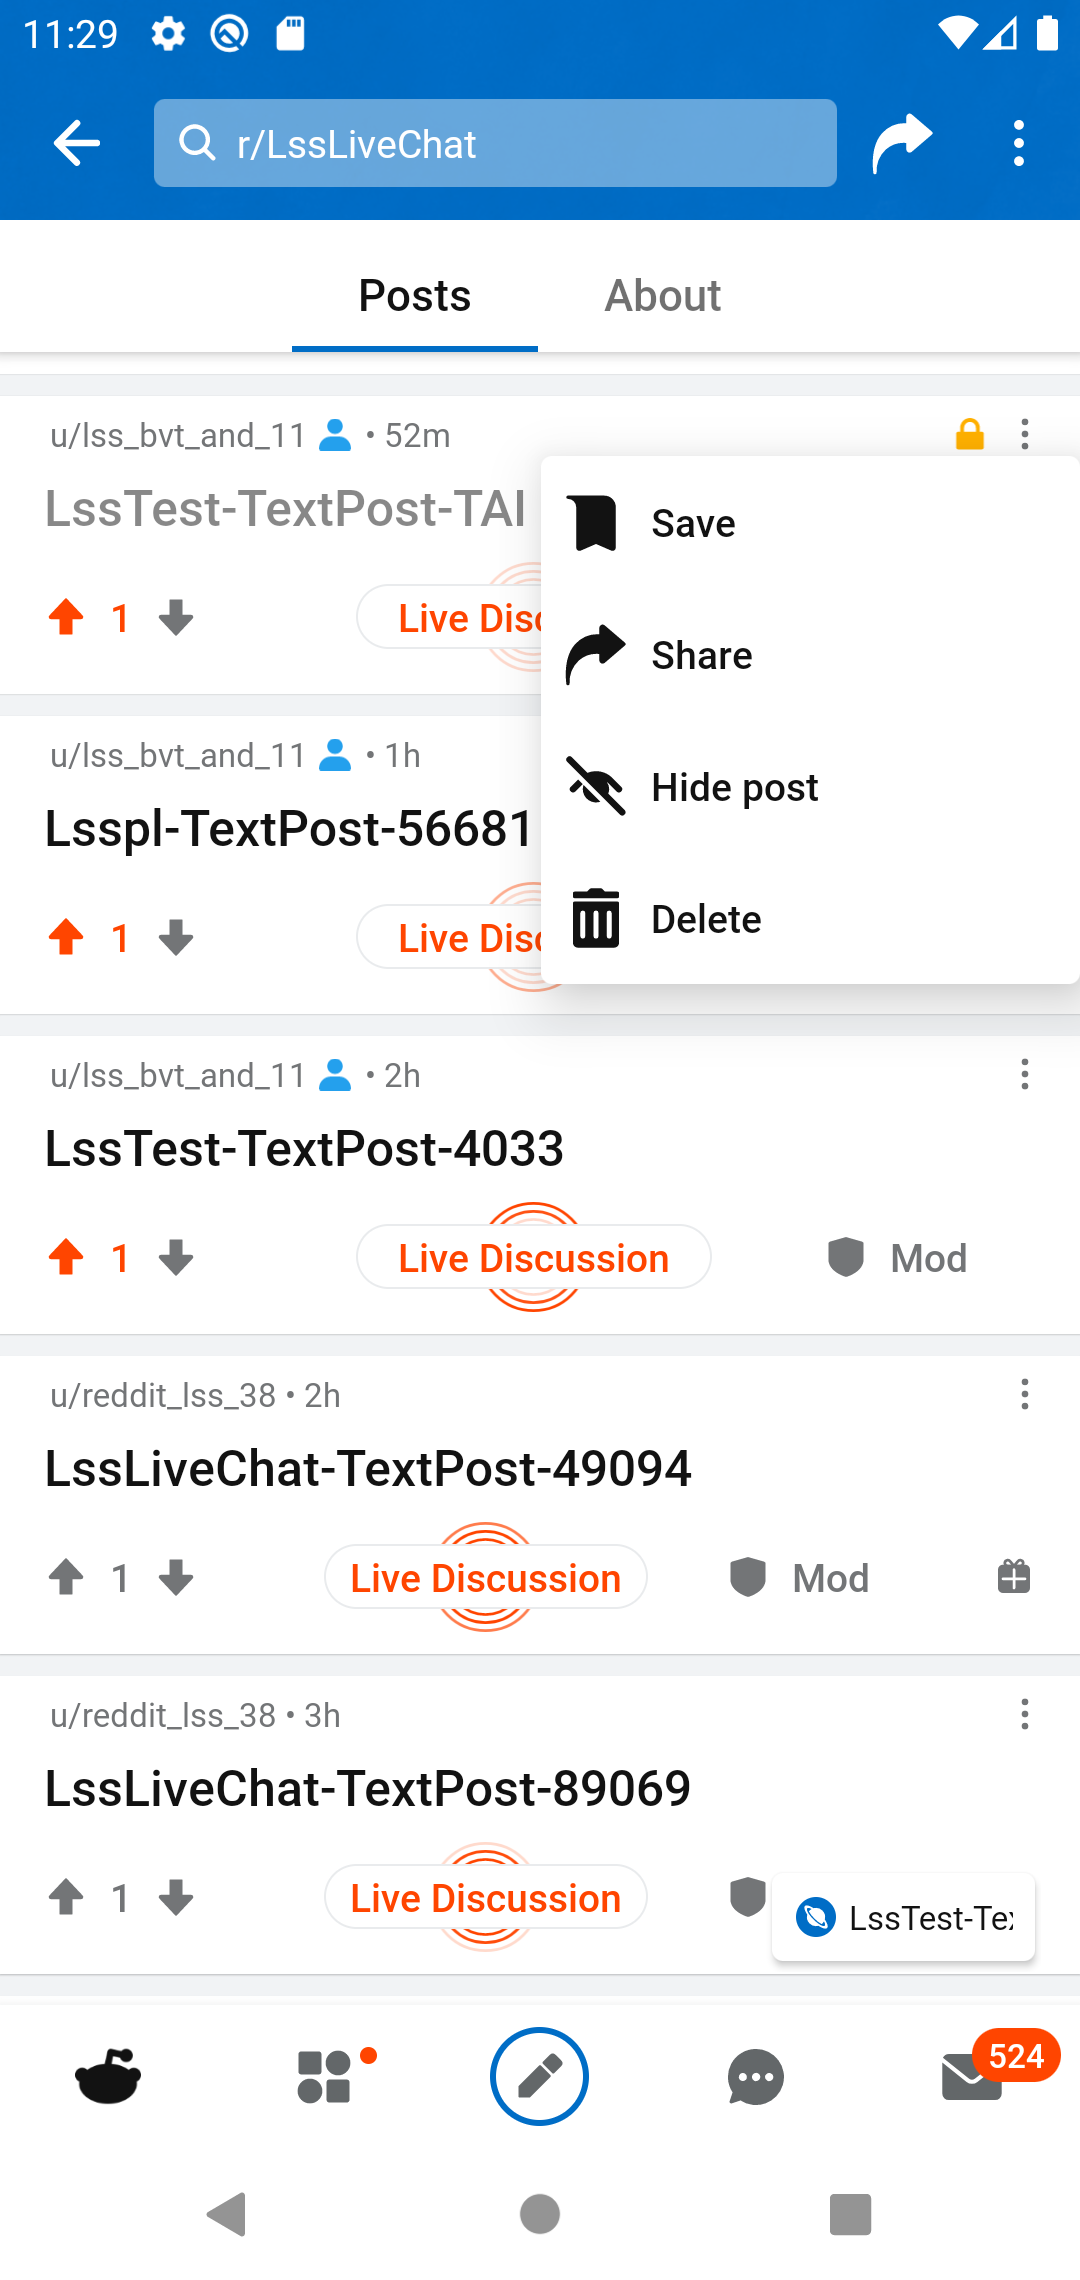 11:29
r/LssLiveChat
Posts
About
u/lss_bvt_and_11 • 52m
LssTest-TextPost-TAI
1
Live Disc
Save
Share
Hide post
Delete
u/lss_bvt_and_11 • 1h
Lsspl-TextPost-56681
1
Live Disc
u/lss_bvt_and_11 • 2h
LssTest-TextPost-4033
1
Live Discussion
Mod
u/reddit_lss_38 • 2h
LssLiveChat-TextPost-49094
1
Live Discussion
Mod
u/reddit_lss_38 • 3h
LssLiveChat-TextPost-89069
1
Live Discussion
LssTest-Tex
524